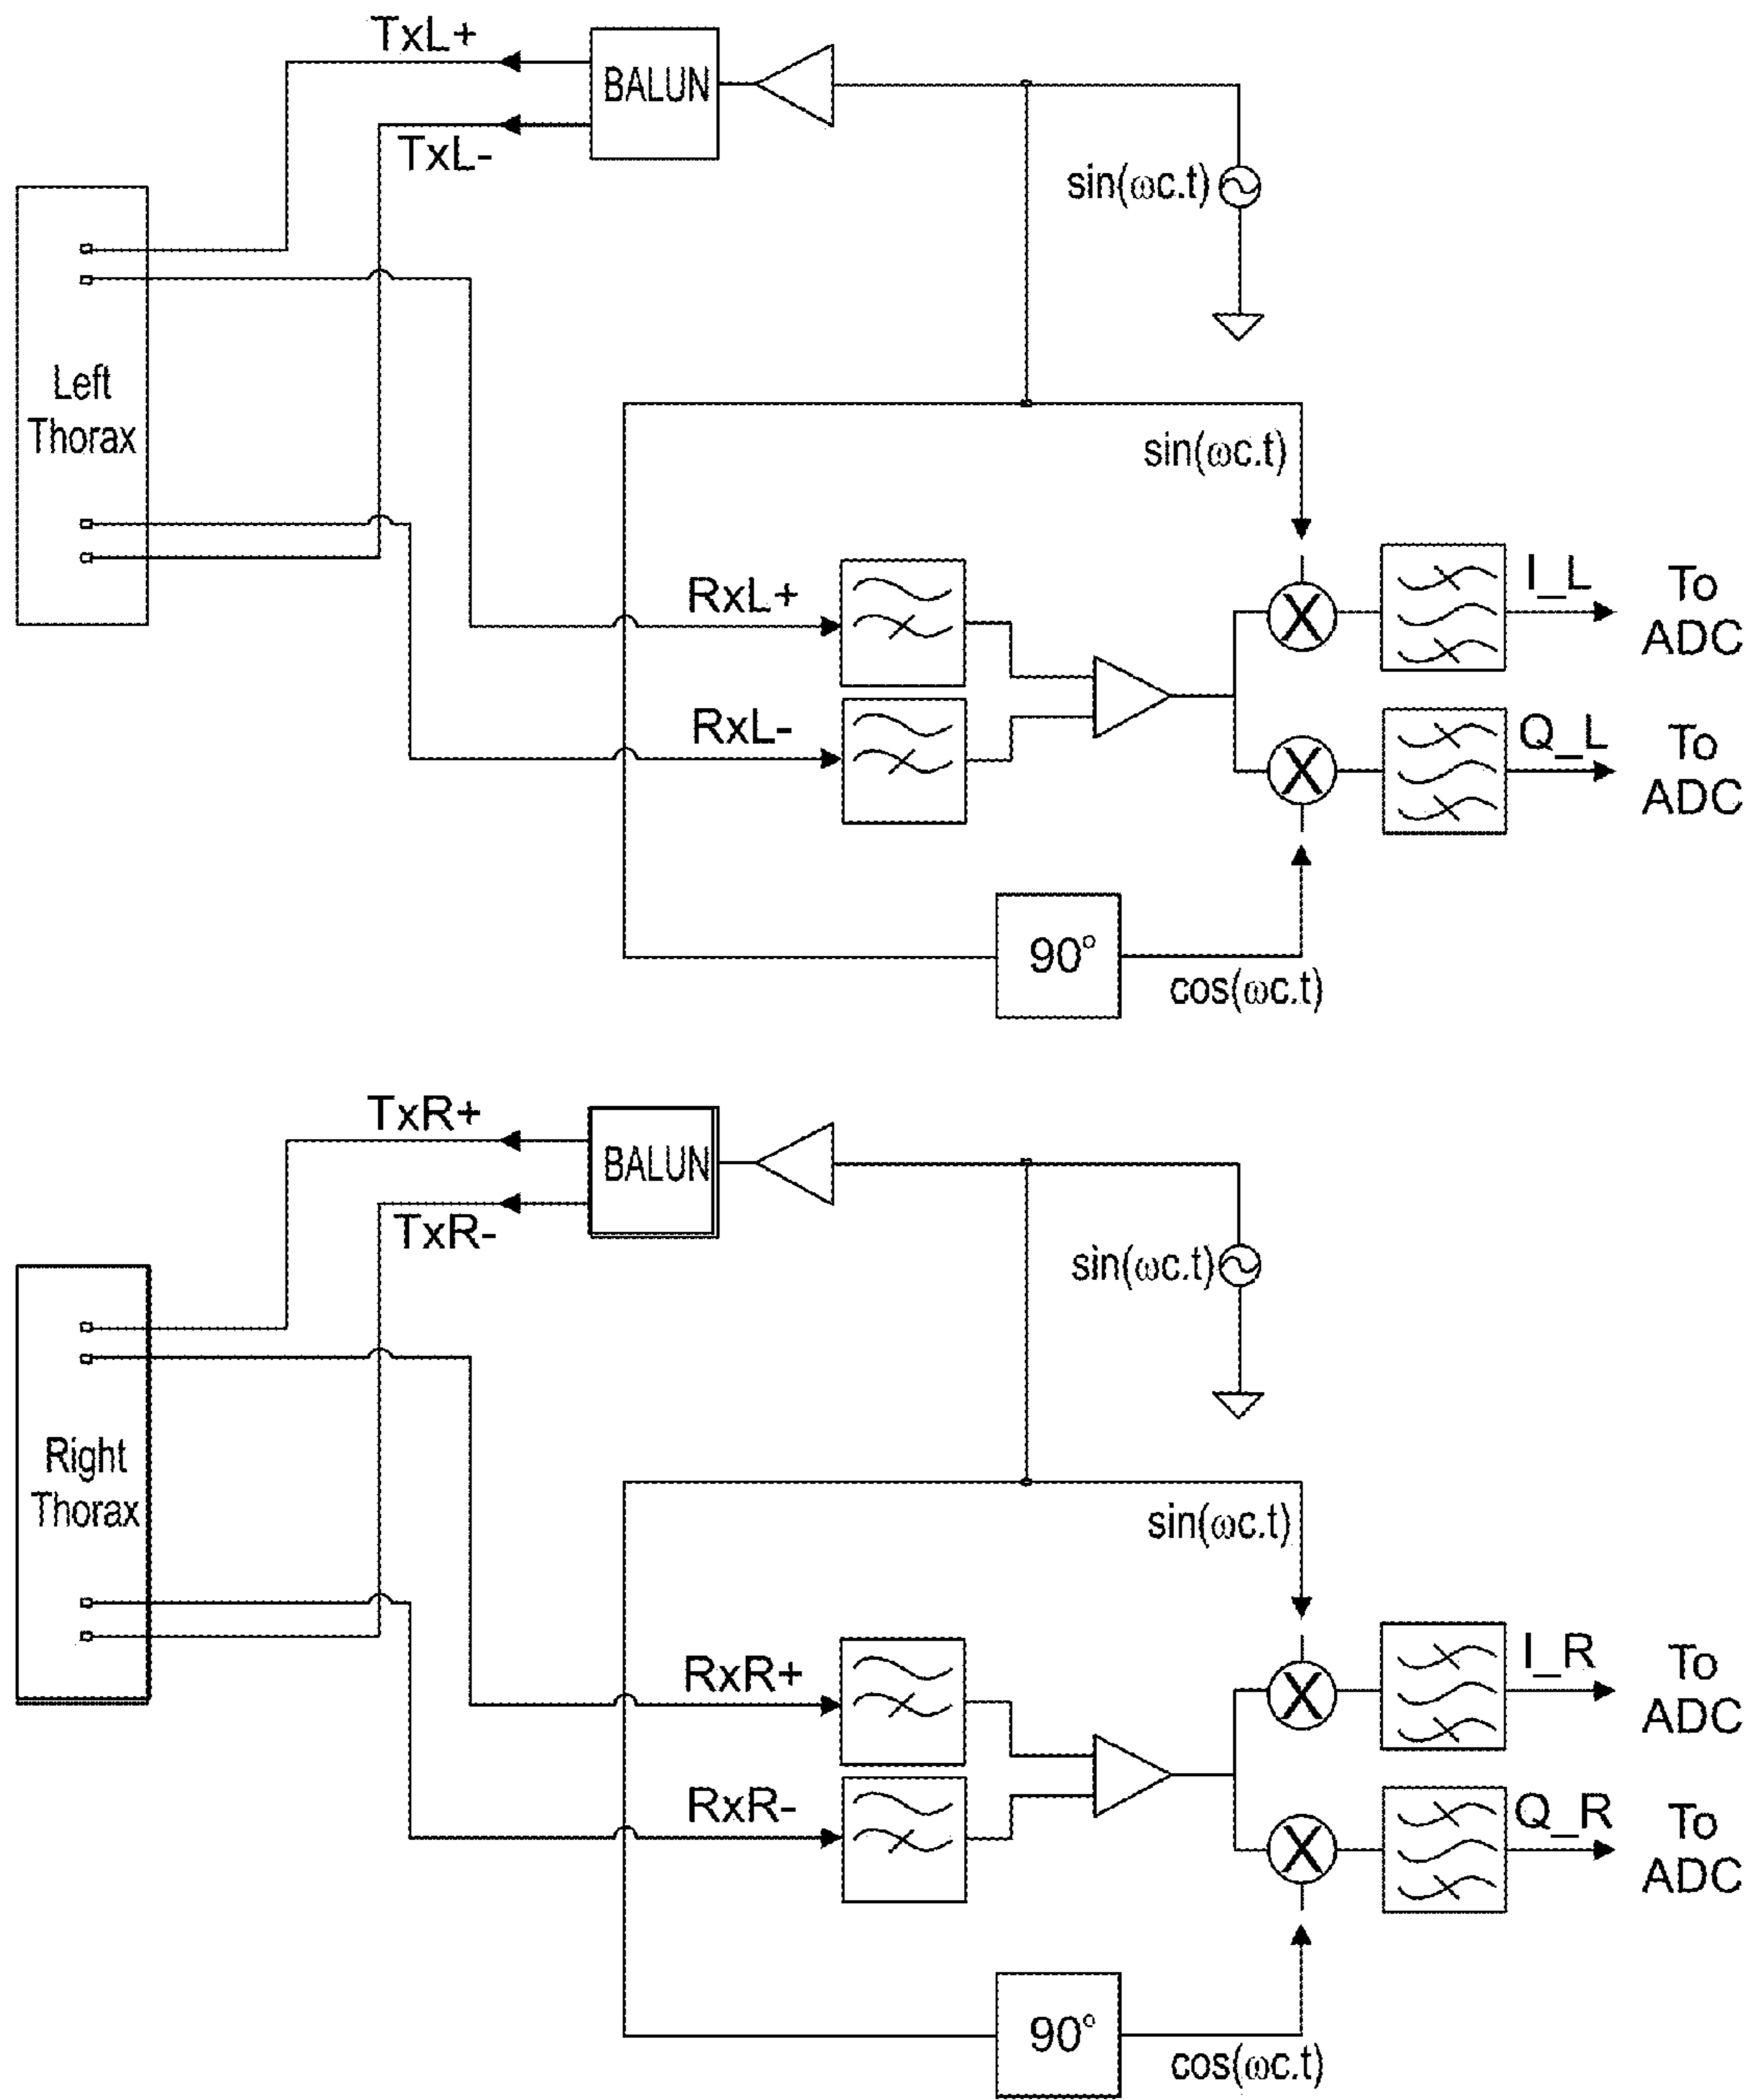 TxL+
BALUN
TxL-
sin(ωc.t)
Left
Thorax
sin(ωc.t)
RxL+
I_L
To
ADC
RxL-
Q_L
To
ADC
90°
cos(ωc.t)
TxR+
BALUN
TxR-
sin(ωc.t)
Right
Thorax
sin(ωc.t)
RxR+
I_R
To
ADC
RxR-
Q_R
To
ADC
90°
cos(ωc.t)